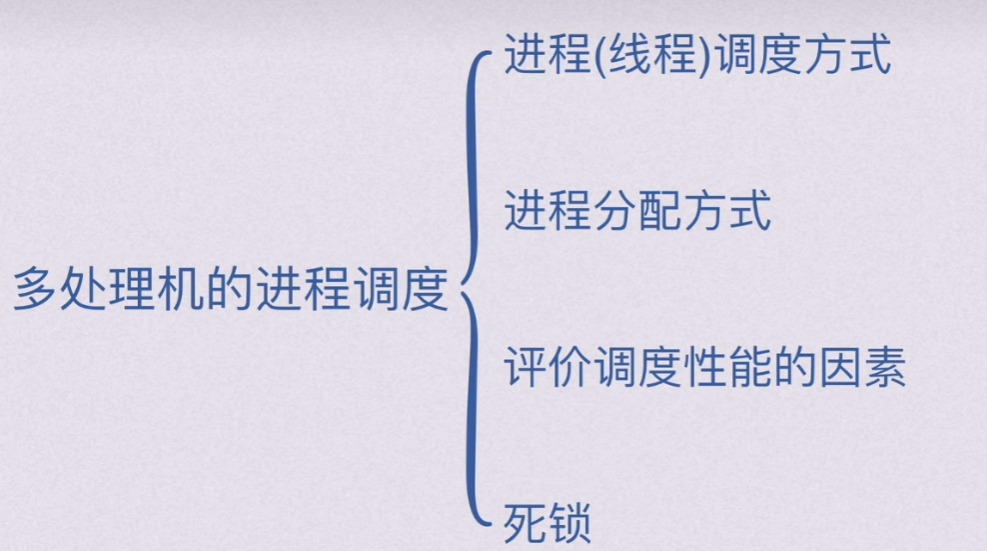 进程(线程)调度方式
进程分配方式
多处理机的进程调度
评价调度性能的因素
死锁